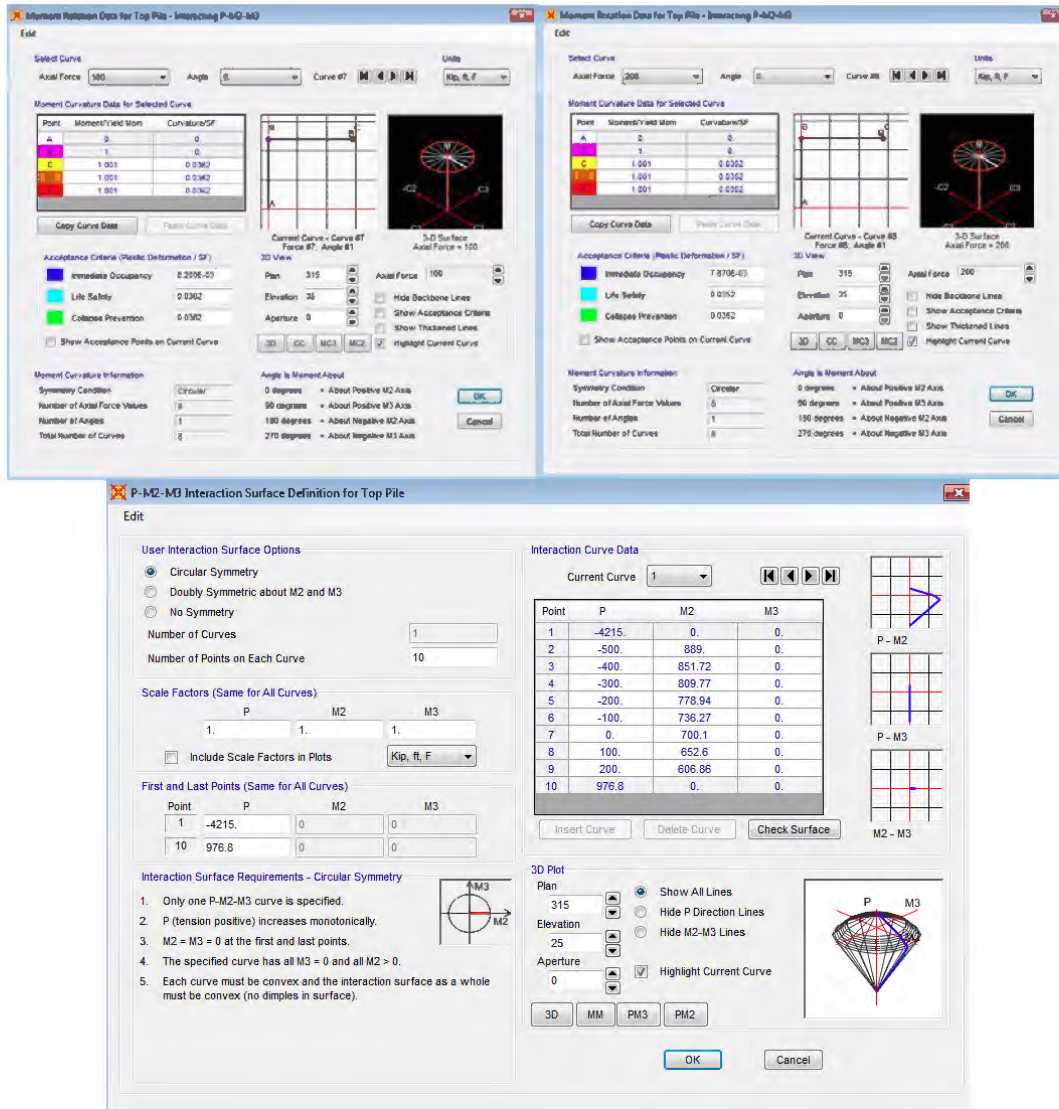 Moment Rotation Data for Top Pile - Interacting P-M2-M3
Edit
Select Curve
Units
Axial Force 100. Angle 0. Curve #7 Kip, ft, F
Moment Curvature Data for Selected Curve
Point Moment/Yield Mom Curvature/SF
A 0. 0.
1. 0.
C 1.001 0.0362
1.001 0.0362
1.001 0.0362
Copy Curve Data Paste Curve Data
Current Curve - Curve #7
Force #7; Angle #1
3-D Surface
Axial Force = 100
Acceptance Criteria (Plastic Deformation / SF)
Immediate Occupancy
Life Safety
Collapse Prevention
Show Acceptance Points on Current Curve
3D View
Plan 315
Axial Force 100
Elevation 35
Aperture 0
Hide Backbone Lines
Show Acceptance Criteria
Show Thickened Lines
3D CC MC3 MC2 Highlight Current Curve
Moment Curvature Information
Symmetry Condition Circular
Number of Axial Force Values 8
Number of Angles 1
Total Number of Curves 8
Angle Is Moment About
0 degrees = About Positive M2 Axis
90 degrees = About Positive M3 Axis
180 degrees = About Negative M2 Axis
270 degrees = About Negative M3 Axis
OK
Cancel
Moment Rotation Data for Top Pile - Interacting P-M2-M3
Edit
Select Curve
Units
Axial Force 200. Angle 0. Curve #8 Kip, ft, F
Moment Curvature Data for Selected Curve
Point Moment/Yield Mom Curvature/SF
A 0. 0.
1. 0.
C 1.001 0.0352
1.001 0.0352
1.001 0.0352
Copy Curve Data Paste Curve Data
-C2 C3
Current Curve - Curve #8
Force #8; Angle #1
3-D Surface
Axial Force = 200
Acceptance Criteria (Plastic Deformation / SF)
Immediate Occupancy 7.870E-03
Life Safety 0.0352
Collapse Prevention 0.0352
Show Acceptance Points on Current Curve
3D View
Plan 315
Axial Force 200
Elevation 35
Aperture 0
Hide Backbone Lines
Show Acceptance Criteria
Show Thickened Lines
3D CC MC3 MC2 Highlight Current Curve
Moment Curvature Information
Symmetry Condition Circular
Number of Axial Force Values 8
Number of Angles 1
Total Number of Curves 8
Angle Is Moment About
0 degrees = About Positive M2 Axis
90 degrees = About Positive M3 Axis
180 degrees = About Negative M2 Axis
270 degrees = About Negative M3 Axis
OK
Cancel
P-M2-M3 Interaction Surface Definition for Top Pile
Edit
User Interaction Surface Options
Circular Symmetry
Doubly Symmetric about M2 and M3
No Symmetry
Number of Curves 1
Number of Points on Each Curve 10
Scale Factors (Same for All Curves)
P M2 M3
1. 1. 1.
Include Scale Factors in Plots Kip, ft, F
First and Last Points (Same for All Curves)
Point P M2 M3
1 -4215. 0 0
10 976.8 0 0
Interaction Surface Requirements - Circular Symmetry
1. Only one P-M2-M3 curve is specified.
2. P (tension positive) increases monotonically.
3. M2 = M3 = 0 at the first and last points.
4. The specified curve has all M3 = 0 and all M2 > 0.
5. Each curve must be convex and the interaction surface as a whole
must be convex (no dimples in surface).
M3
M2
Interaction Curve Data
Current Curve 1
Point P M2 M3
1 -4215. 0. 0.
2 -500. 889. 0.
3 -400. 851.72 0.
4 -300. 809.77 0.
5 -200. 778.94 0.
6 -100. 736.27 0.
7 0. 700.1 0.
8 100. 652.6 0.
9 200. 606.86 0.
10 976.8 0. 0.
Insert Curve Delete Curve Check Surface
P - M2
P - M3
M2 - M3
3D Plot
Plan
315
Elevation
25
Aperture
0
Show All Lines
Hide P Direction Lines
Hide M2-M3 Lines
Highlight Current Curve
3D MM PM3 PM2
P M3
OK Cancel